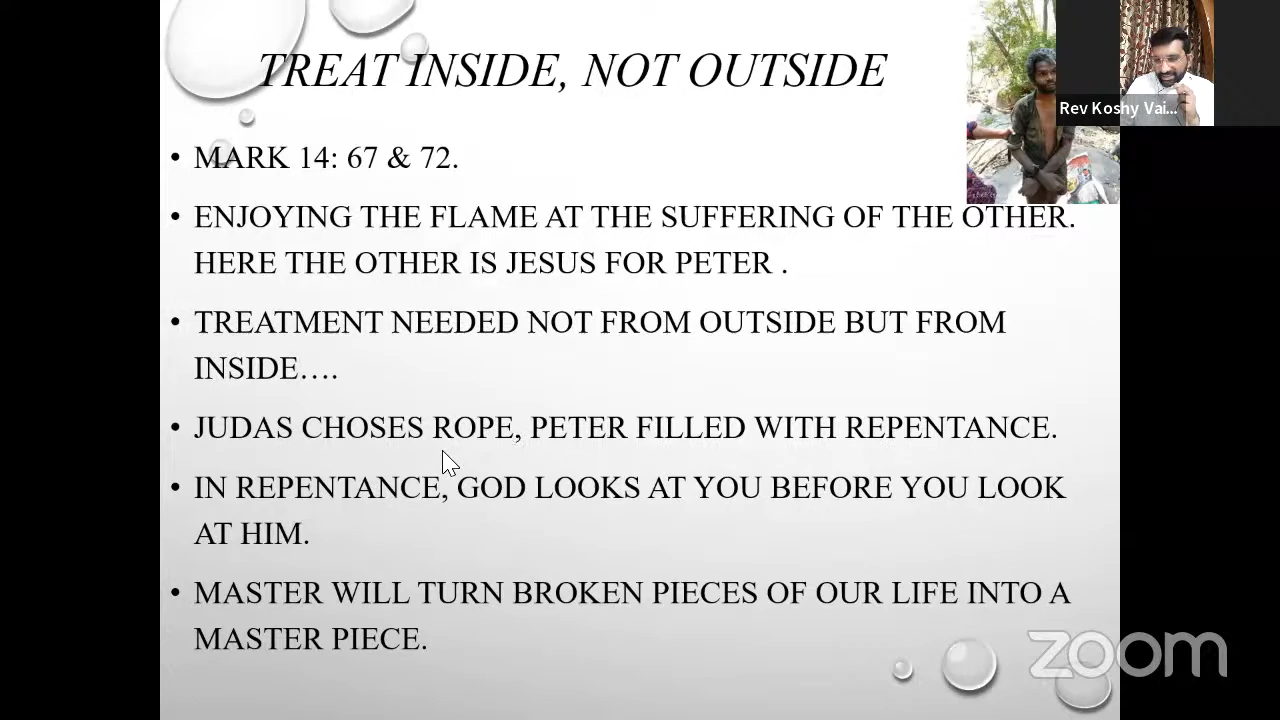 TREAT INSIDE, NOT OUTSIDE
Rev Koshy Vai...
• MARK 14: 67 & 72.
• ENJOYING THE FLAME AT THE SUFFERING OF THE OTHER.
HERE THE OTHER IS JESUS FOR PETER .
• TREATMENT NEEDED NOT FROM OUTSIDE BUT FROM
INSIDE….
• JUDAS CHOSES ROPE, PETER FILLED WITH REPENTANCE.
• IN REPENTANCE, GOD LOOKS AT YOU BEFORE YOU LOOK
AT HIM.
• MASTER WILL TURN BROKEN PIECES OF OUR LIFE INTO A
MASTER PIECE.
zoom